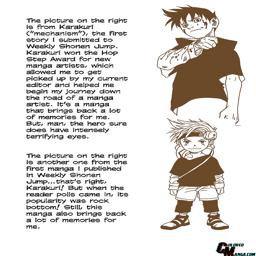 The picture on the right
is from Karakuri
("mechanism"), the first
story I submitted to
Weekly Shonen Jump.
Karakuri won the Hop
Step Award for new
manga artists, which
allowed me to get
picked up by my current
editor and helped me
begin my journey down
the road of a manga
artist. It's a manga
that brings back a lot
of memories for me.
But, man, the hero sure
does have intensely
terrifying eyes.
The picture on the right
is another one from the
first manga I published
in Weekly Shonen
Jump...that's right,
Karakuri! But when the
reader polls came in, its
popularity was rock
bottom! Still, this
manga also brings back
a lot of memories for
me.
Colored
Manga.com